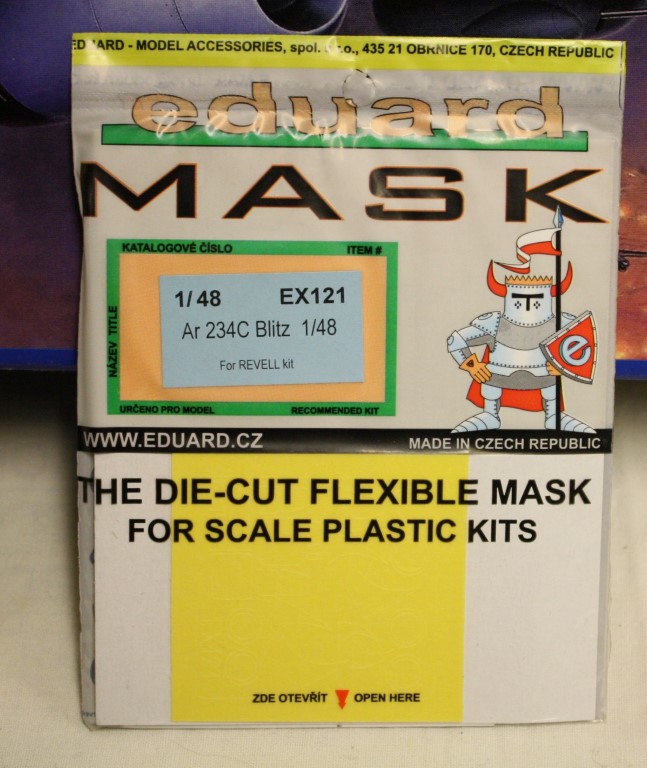 EDUARD - MODEL ACCESSORIES, spol. s r.o., 435 21 OBRNICE 170, CZECH REPUBLIC
eduard
MASK
KATALOGOVÉ ČÍSLO ITEM #
NÁZEV TITLE
1/48 EX121
Ar 234C Blitz 1/48
For REVELL kit
e
URČENO PRO MODEL RECOMMENDED KIT
WWW.EDUARD.CZ MADE IN CZECH REPUBLIC
THE DIE-CUT FLEXIBLE MASK
FOR SCALE PLASTIC KITS
ZDE OTEVŘÍT OPEN HERE